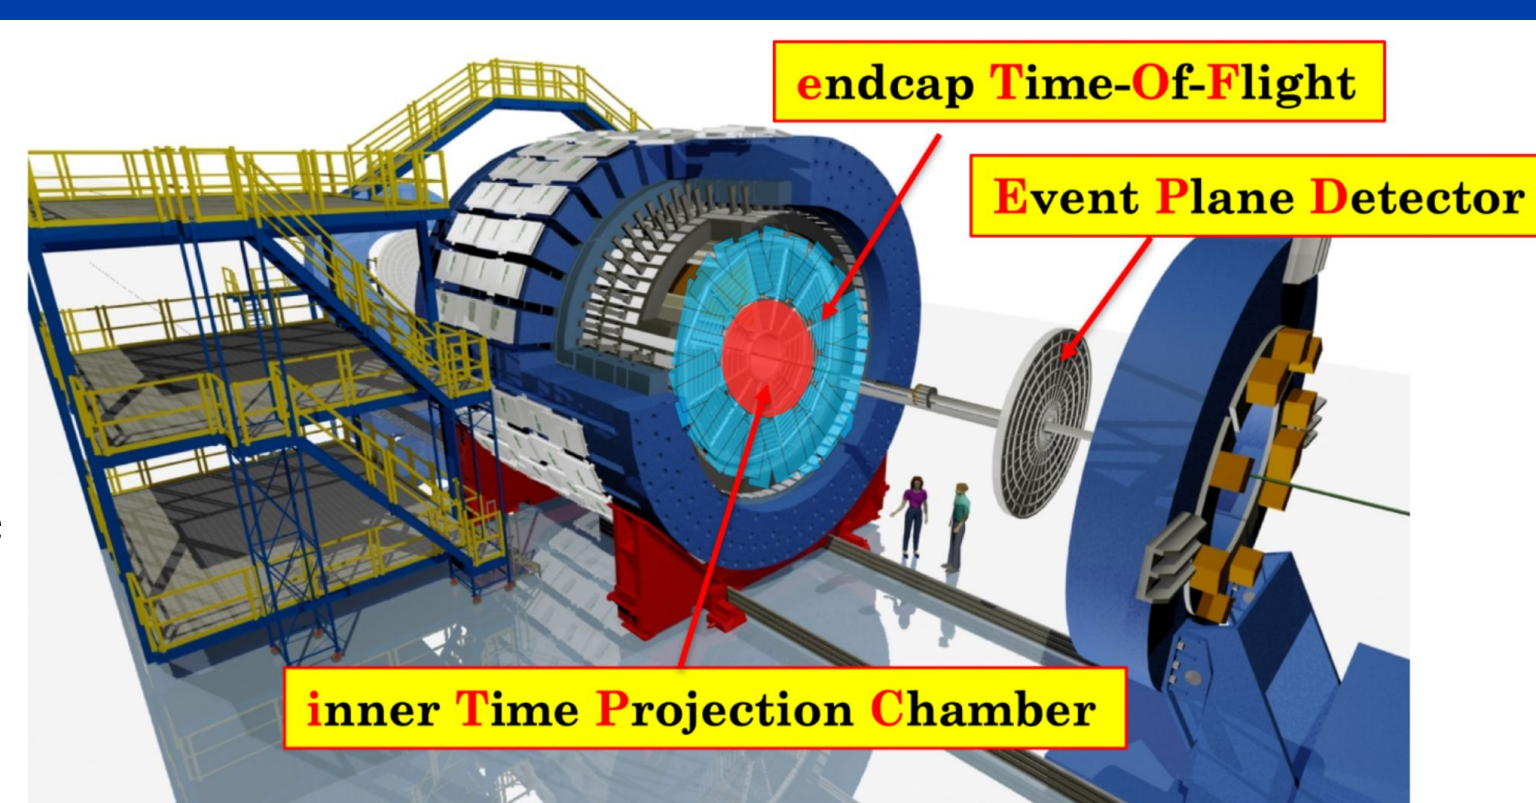 endcap Time-Of-Flight
Event Plane Detector
inner Time Projection Chamber